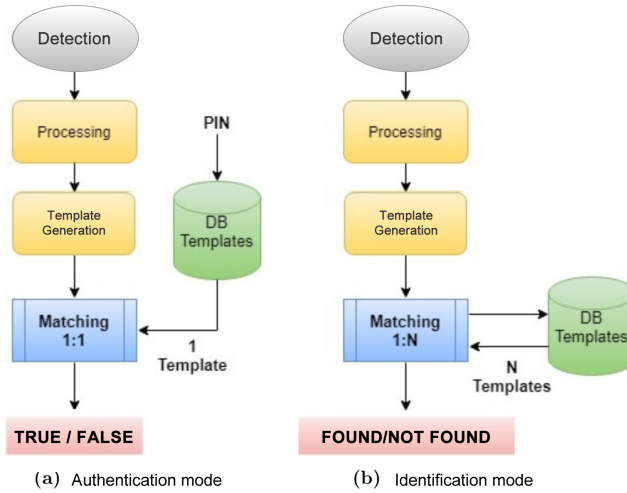 Detection
Processing
PIN
Template
Generation
DB
Templates
Matching
1:1
1
Template
TRUE / FALSE
(a) Authentication mode
Detection
Processing
Template
Generation
Matching
1:N
DB
Templates
N
Templates
FOUND/NOT FOUND
(b) Identification mode